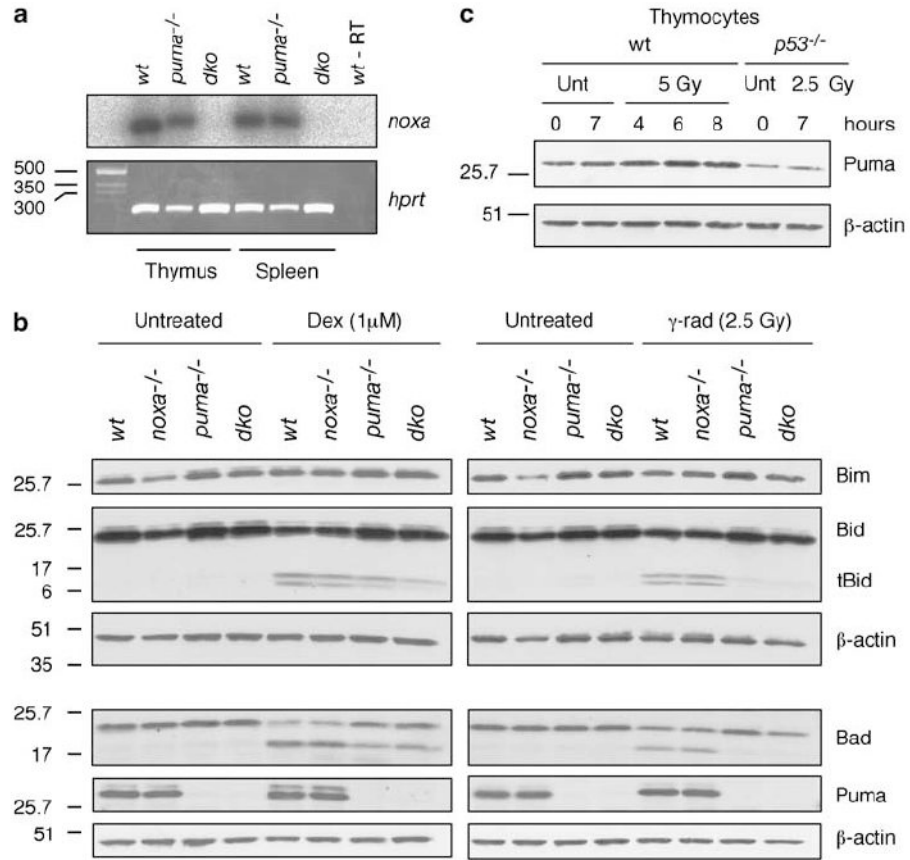 a
wt
puma-/-
dko
wt
puma-/-
dko
wt - RT
noxa
500
350
300
hprt
Thymus Spleen
c
Thymocytes
wt p53-/-
Unt 5 Gy Unt 2.5 Gy
0 7 4 6 8 0 7 hours
25.7 Puma
51 β-actin
b
Untreated Dex (1μM) Untreated γ-rad (2.5 Gy)
wt noxa-/- puma-/- dko wt noxa-/- puma-/- dko wt noxa-/- puma-/- dko wt noxa-/- puma-/- dko
25.7 Bim
25.7 Bid
17
6 tBid
51 β-actin
35
25.7
17 Bad
25.7 Puma
51 β-actin